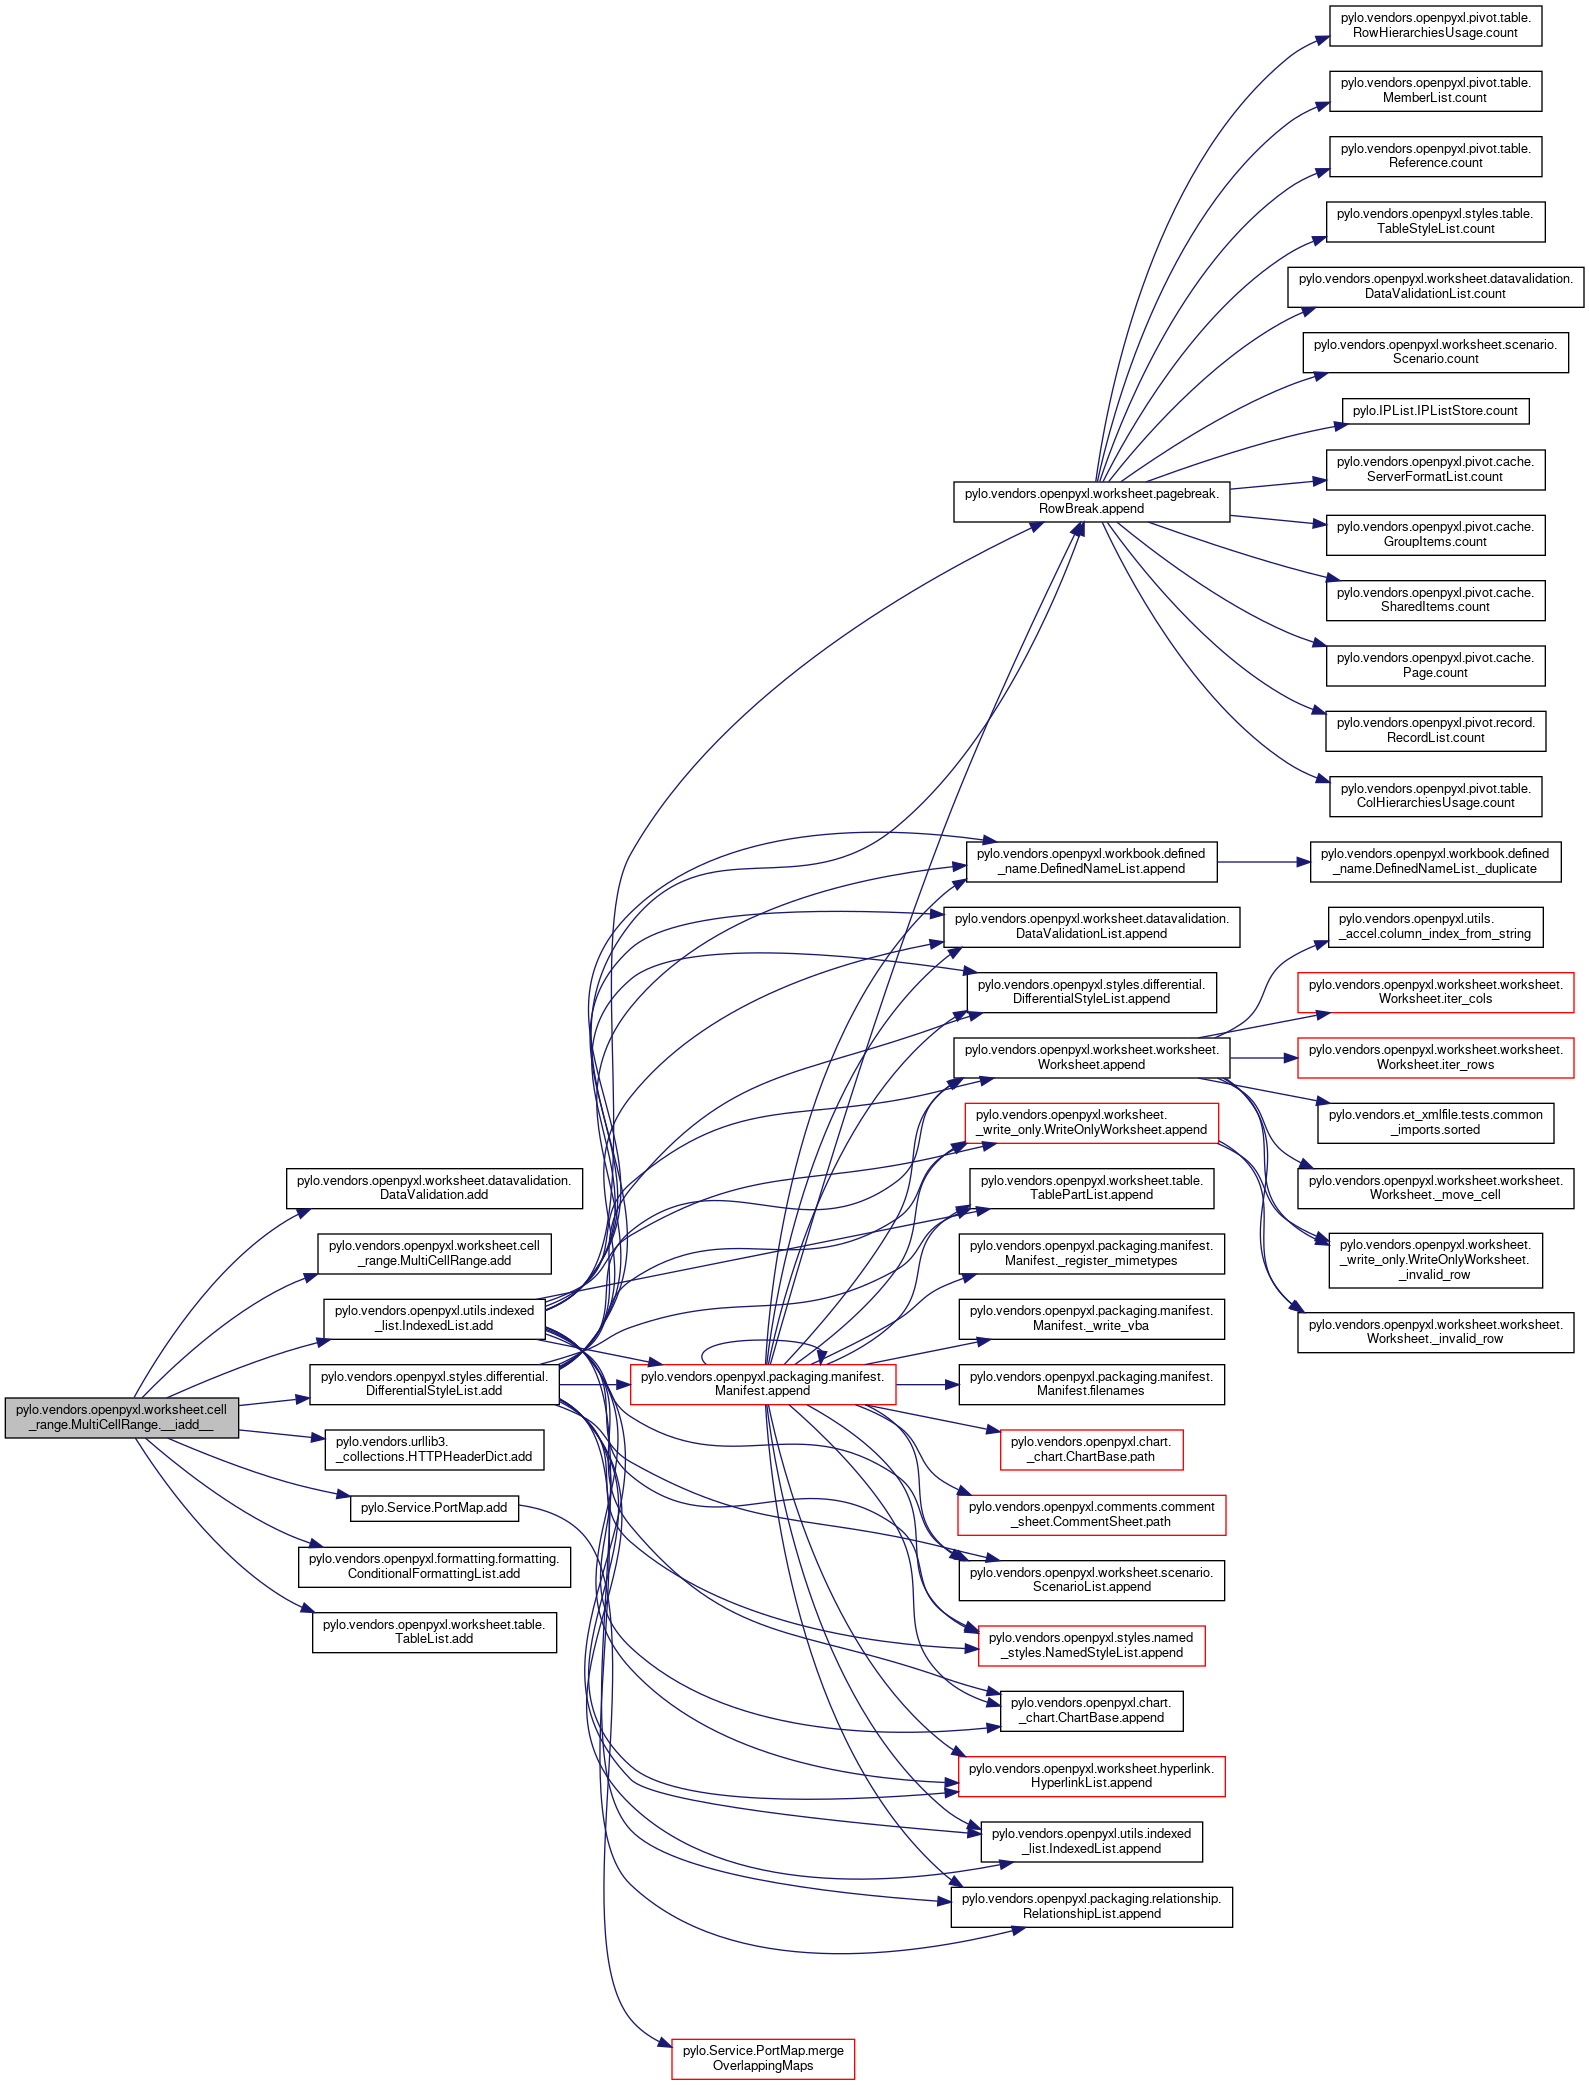 pylo.vendors.openpyxl.worksheet.cell
_range.MultiCellRange.__iadd__
pylo.vendors.openpyxl.worksheet.datavalidation.
DataValidation.add
pylo.vendors.openpyxl.worksheet.cell
_range.MultiCellRange.add
pylo.vendors.openpyxl.utils.indexed
_list.IndexedList.add
pylo.vendors.openpyxl.styles.differential.
DifferentialStyleList.add
pylo.vendors.urllib3.
_collections.HTTPHeaderDict.add
pylo.Service.PortMap.add
pylo.vendors.openpyxl.formatting.formatting.
ConditionalFormattingList.add
pylo.vendors.openpyxl.worksheet.table.
TableList.add
pylo.vendors.openpyxl.packaging.manifest.
Manifest.append
pylo.Service.PortMap.merge
OverlappingMaps
pylo.vendors.openpyxl.worksheet.pagebreak.
RowBreak.append
pylo.vendors.openpyxl.workbook.defined
_name.DefinedNameList.append
pylo.vendors.openpyxl.worksheet.datavalidation.
DataValidationList.append
pylo.vendors.openpyxl.styles.differential.
DifferentialStyleList.append
pylo.vendors.openpyxl.worksheet.worksheet.
Worksheet.append
pylo.vendors.openpyxl.worksheet.
_write_only.WriteOnlyWorksheet.append
pylo.vendors.openpyxl.worksheet.table.
TablePartList.append
pylo.vendors.openpyxl.packaging.manifest.
Manifest._register_mimetypes
pylo.vendors.openpyxl.packaging.manifest.
Manifest._write_vba
pylo.vendors.openpyxl.packaging.manifest.
Manifest.filenames
pylo.vendors.openpyxl.chart.
_chart.ChartBase.path
pylo.vendors.openpyxl.comments.comment
_sheet.CommentSheet.path
pylo.vendors.openpyxl.worksheet.scenario.
ScenarioList.append
pylo.vendors.openpyxl.styles.named
_styles.NamedStyleList.append
pylo.vendors.openpyxl.chart.
_chart.ChartBase.append
pylo.vendors.openpyxl.worksheet.hyperlink.
HyperlinkList.append
pylo.vendors.openpyxl.utils.indexed
_list.IndexedList.append
pylo.vendors.openpyxl.packaging.relationship.
RelationshipList.append
pylo.vendors.openpyxl.pivot.table.
RowHierarchiesUsage.count
pylo.vendors.openpyxl.pivot.table.
MemberList.count
pylo.vendors.openpyxl.pivot.table.
Reference.count
pylo.vendors.openpyxl.styles.table.
TableStyleList.count
pylo.vendors.openpyxl.worksheet.datavalidation.
DataValidationList.count
pylo.vendors.openpyxl.worksheet.scenario.
Scenario.count
pylo.IPList.IPListStore.count
pylo.vendors.openpyxl.pivot.cache.
ServerFormatList.count
pylo.vendors.openpyxl.pivot.cache.
GroupItems.count
pylo.vendors.openpyxl.pivot.cache.
SharedItems.count
pylo.vendors.openpyxl.pivot.cache.
Page.count
pylo.vendors.openpyxl.pivot.record.
RecordList.count
pylo.vendors.openpyxl.pivot.table.
ColHierarchiesUsage.count
pylo.vendors.openpyxl.workbook.defined
_name.DefinedNameList._duplicate
pylo.vendors.openpyxl.utils.
_accel.column_index_from_string
pylo.vendors.openpyxl.worksheet.worksheet.
Worksheet.iter_cols
pylo.vendors.openpyxl.worksheet.worksheet.
Worksheet.iter_rows
pylo.vendors.et_xmlfile.tests.common
_imports.sorted
pylo.vendors.openpyxl.worksheet.worksheet.
Worksheet._move_cell
pylo.vendors.openpyxl.worksheet.
_write_only.WriteOnlyWorksheet.
_invalid_row
pylo.vendors.openpyxl.worksheet.worksheet.
Worksheet._invalid_row